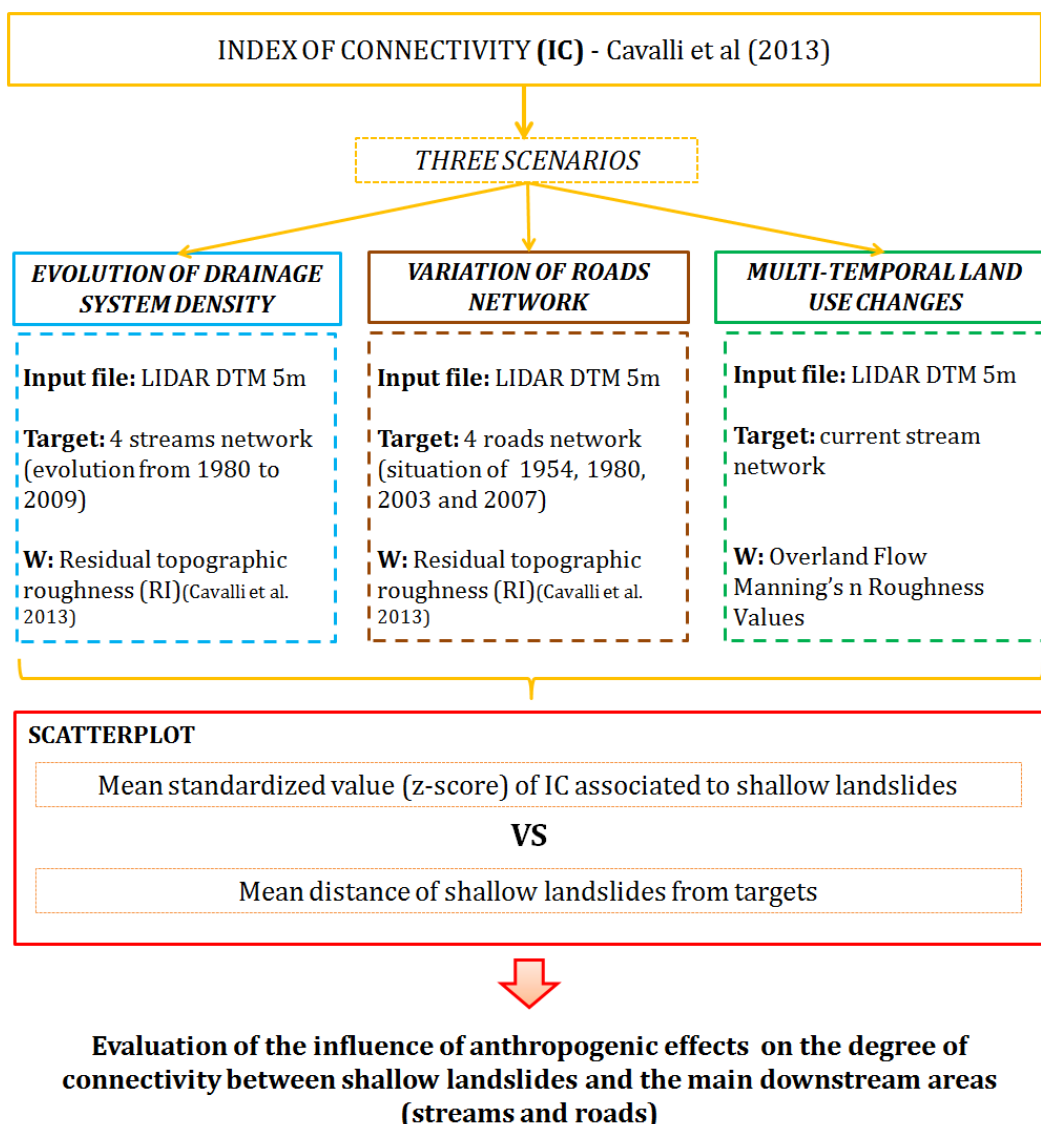 INDEX OF CONNECTIVITY (IC) - Cavalli et al (2013)
THREE SCENARIOS
EVOLUTION OF DRAINAGE
SYSTEM DENSITY
Input file: LIDAR DTM 5m
Target: 4 streams network
(evolution from 1980 to
2009)
W: Residual topographic
roughness (RI)(Cavalli et al.
2013)
VARIATION OF ROADS
NETWORK
Input file: LIDAR DTM 5m
Target: 4 roads network
(situation of 1954, 1980,
2003 and 2007)
W: Residual topographic
roughness (RI)(Cavalli et al.
2013)
MULTI-TEMPORAL LAND
USE CHANGES
Input file: LIDAR DTM 5m
Target: current stream
network
W: Overland Flow
Manning's n Roughness
Values
SCATTERPLOT
Mean standardized value (z-score) of IC associated to shallow landslides
VS
Mean distance of shallow landslides from targets
Evaluation of the influence of anthropogenic effects on the degree of
connectivity between shallow landslides and the main downstream areas
(streams and roads)